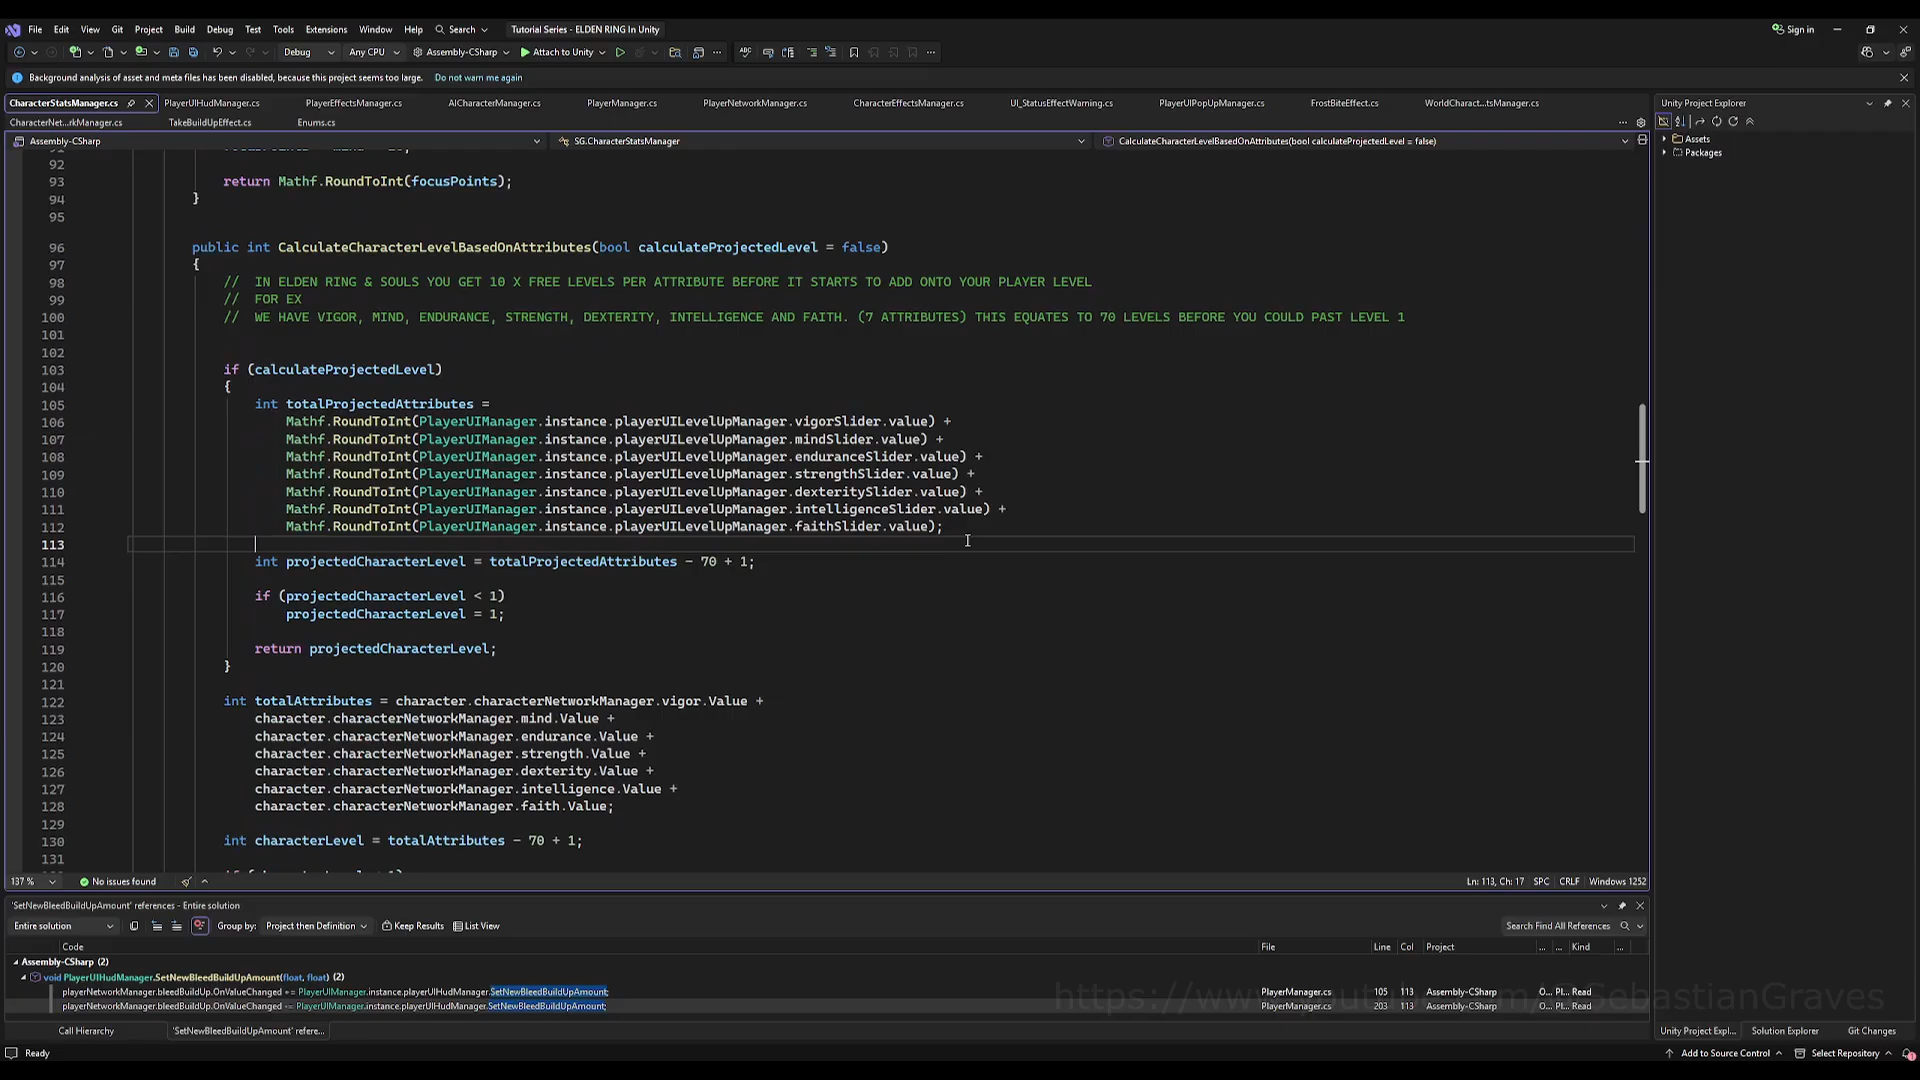 File Edit View Git Project Build Debug Test Tools Extensions Window Help Search Tutorial Series - ELDEN RING In Unity Sign in
Debug Any CPU Assembly-CSharp Attach to Unity
Background analysis of asset and meta files has been disabled, because this project seems too large. Do not warn me again
CharacterStatsManager.cs PlayerUIHudManager.cs PlayerEffectsManager.cs AICharacterManager.cs PlayerManager.cs PlayerNetworkManager.cs CharacterEffectsManager.cs UI_StatusEffectWarning.cs PlayerUIPopUpManager.cs FrostBiteEffect.cs WorldCharact...tsManager.cs
Unity Project Explorer
CharacterNet...rkManager.cs TakeBuildUpEffect.cs Enums.cs
Assembly-CSharp SG.CharacterStatsManager CalculateCharacterLevelBasedOnAttributes(bool calculateProjectedLevel = false)
Assets
Packages
92
93 return Mathf.RoundToInt(focusPoints);
94 }
95
96 public int CalculateCharacterLevelBasedOnAttributes(bool calculateProjectedLevel = false)
97 {
98 // IN ELDEN RING & SOULS YOU GET 10 X FREE LEVELS PER ATTRIBUTE BEFORE IT STARTS TO ADD ONTO YOUR PLAYER LEVEL
99 // FOR EX
100 // WE HAVE VIGOR, MIND, ENDURANCE, STRENGTH, DEXTERITY, INTELLIGENCE AND FAITH. (7 ATTRIBUTES) THIS EQUATES TO 70 LEVELS BEFORE YOU COULD PAST LEVEL 1
101
102
103 if (calculateProjectedLevel)
104 {
105 int totalProjectedAttributes =
106 Mathf.RoundToInt(PlayerUIManager.instance.playerUILevelUpManager.vigorSlider.value) +
107 Mathf.RoundToInt(PlayerUIManager.instance.playerUILevelUpManager.mindSlider.value) +
108 Mathf.RoundToInt(PlayerUIManager.instance.playerUILevelUpManager.enduranceSlider.value) +
109 Mathf.RoundToInt(PlayerUIManager.instance.playerUILevelUpManager.strengthSlider.value) +
110 Mathf.RoundToInt(PlayerUIManager.instance.playerUILevelUpManager.dexteritySlider.value) +
111 Mathf.RoundToInt(PlayerUIManager.instance.playerUILevelUpManager.intelligenceSlider.value) +
112 Mathf.RoundToInt(PlayerUIManager.instance.playerUILevelUpManager.faithSlider.value);
113
114 int projectedCharacterLevel = totalProjectedAttributes - 70 + 1;
115
116 if (projectedCharacterLevel < 1)
117 projectedCharacterLevel = 1;
118
119 return projectedCharacterLevel;
120 }
121
122 int totalAttributes = character.characterNetworkManager.vigor.Value +
123 character.characterNetworkManager.mind.Value +
124 character.characterNetworkManager.endurance.Value +
125 character.characterNetworkManager.strength.Value +
126 character.characterNetworkManager.dexterity.Value +
127 character.characterNetworkManager.intelligence.Value +
128 character.characterNetworkManager.faith.Value;
129
130 int characterLevel = totalAttributes - 70 + 1;
131
137 % No issues found Ln: 113, Ch: 17 SPC CRLF Windows 1252
'SetNewBleedBuildUpAmount' references - Entire solution
Entire solution Group by: Project then Definition Keep Results List View Search Find All References
Code File Line Col Project ... ... Kind ...
Assembly-CSharp (2)
void PlayerUIHudManager.SetNewBleedBuildUpAmount(float, float) (2)
playerNetworkManager.bleedBuildUp.OnValueChanged += PlayerUIManager.instance.playerUIHudManager.SetNewBleedBuildUpAmount; PlayerManager.cs 105 113 Assembly-CSharp O... Pl... Read
playerNetworkManager.bleedBuildUp.OnValueChanged -= PlayerUIManager.instance.playerUIHudManager.SetNewBleedBuildUpAmount; PlayerManager.cs 203 113 Assembly-CSharp O... Pl... Read
Call Hierarchy 'SetNewBleedBuildUpAmount' refere... Unity Project Expl... Solution Explorer Git Changes
Ready Add to Source Control Select Repository